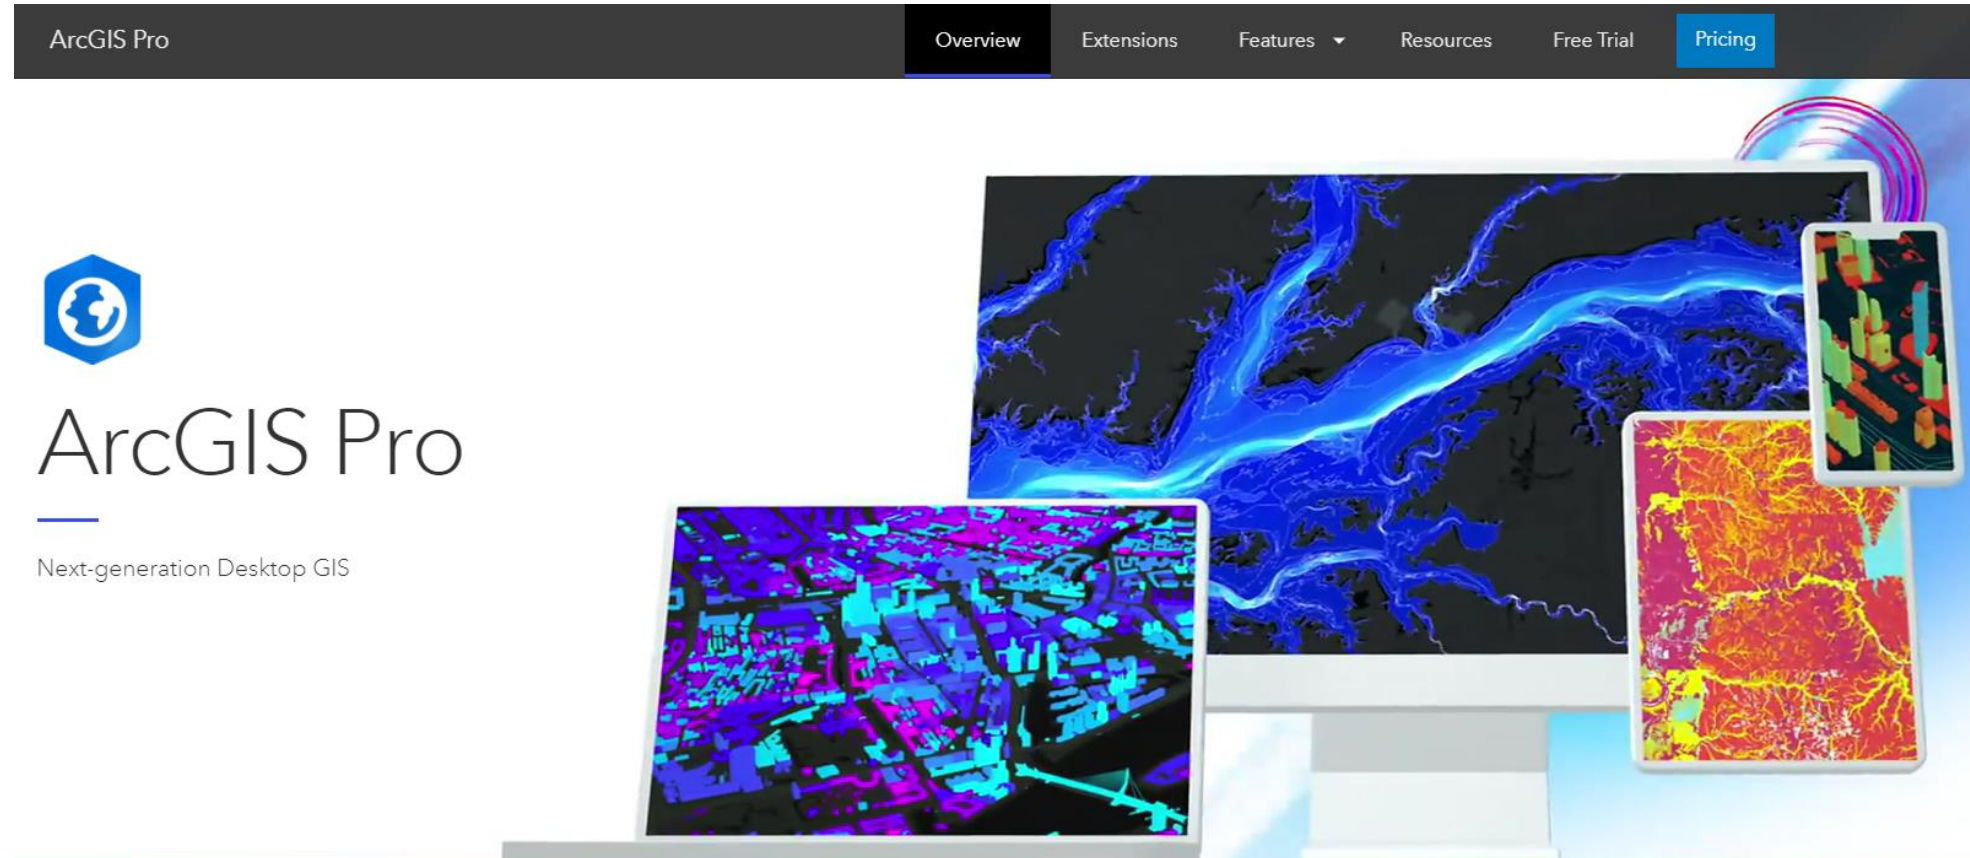 ArcGIS Pro
Overview Extensions Features Resources Free Trial Pricing
ArcGIS Pro
Next-generation Desktop GIS